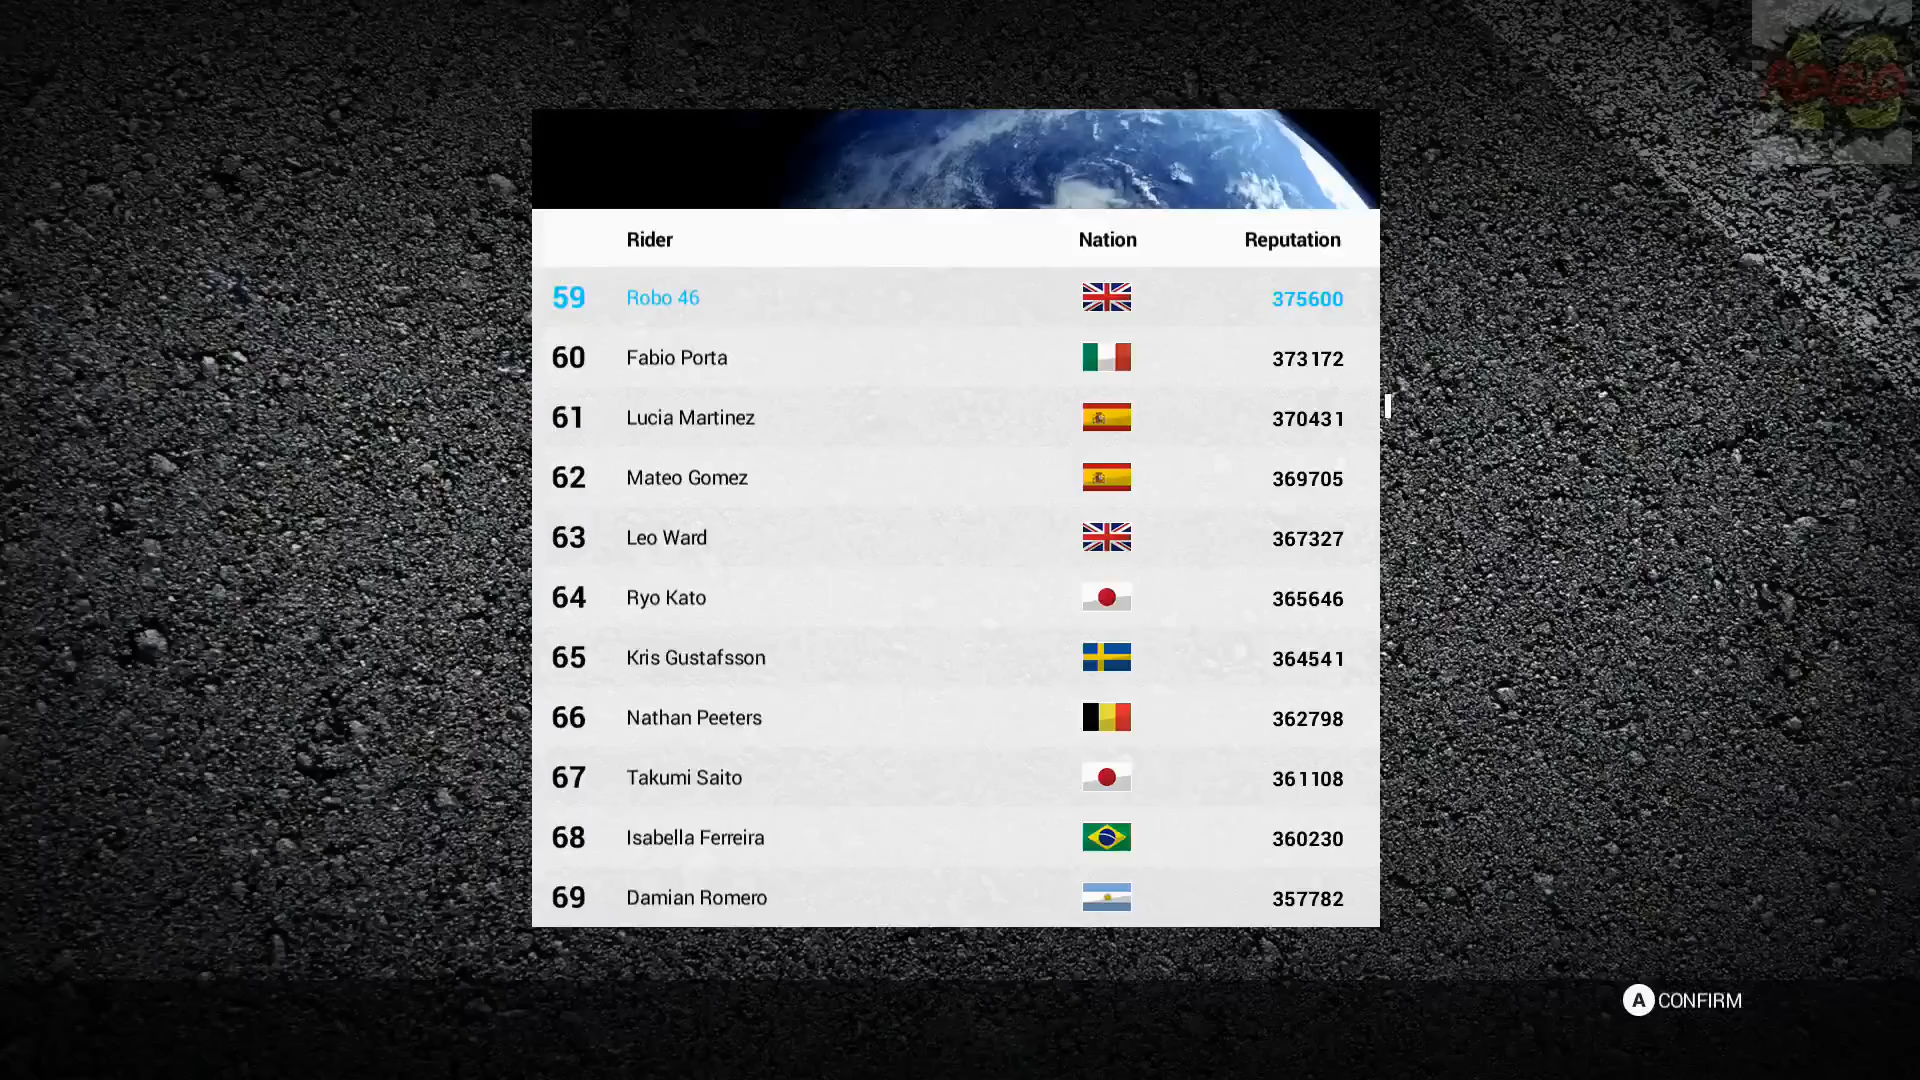 Rider Nation Reputation
59 Robo 46 375600
60 Fabio Porta 373172
61 Lucia Martinez 370431
62 Mateo Gomez 369705
63 Leo Ward 367327
64 Ryo Kato 365646
65 Kris Gustafsson 364541
66 Nathan Peeters 362798
67 Takumi Saito 361108
68 Isabella Ferreira 360230
69 Damian Romero 357782
A CONFIRM